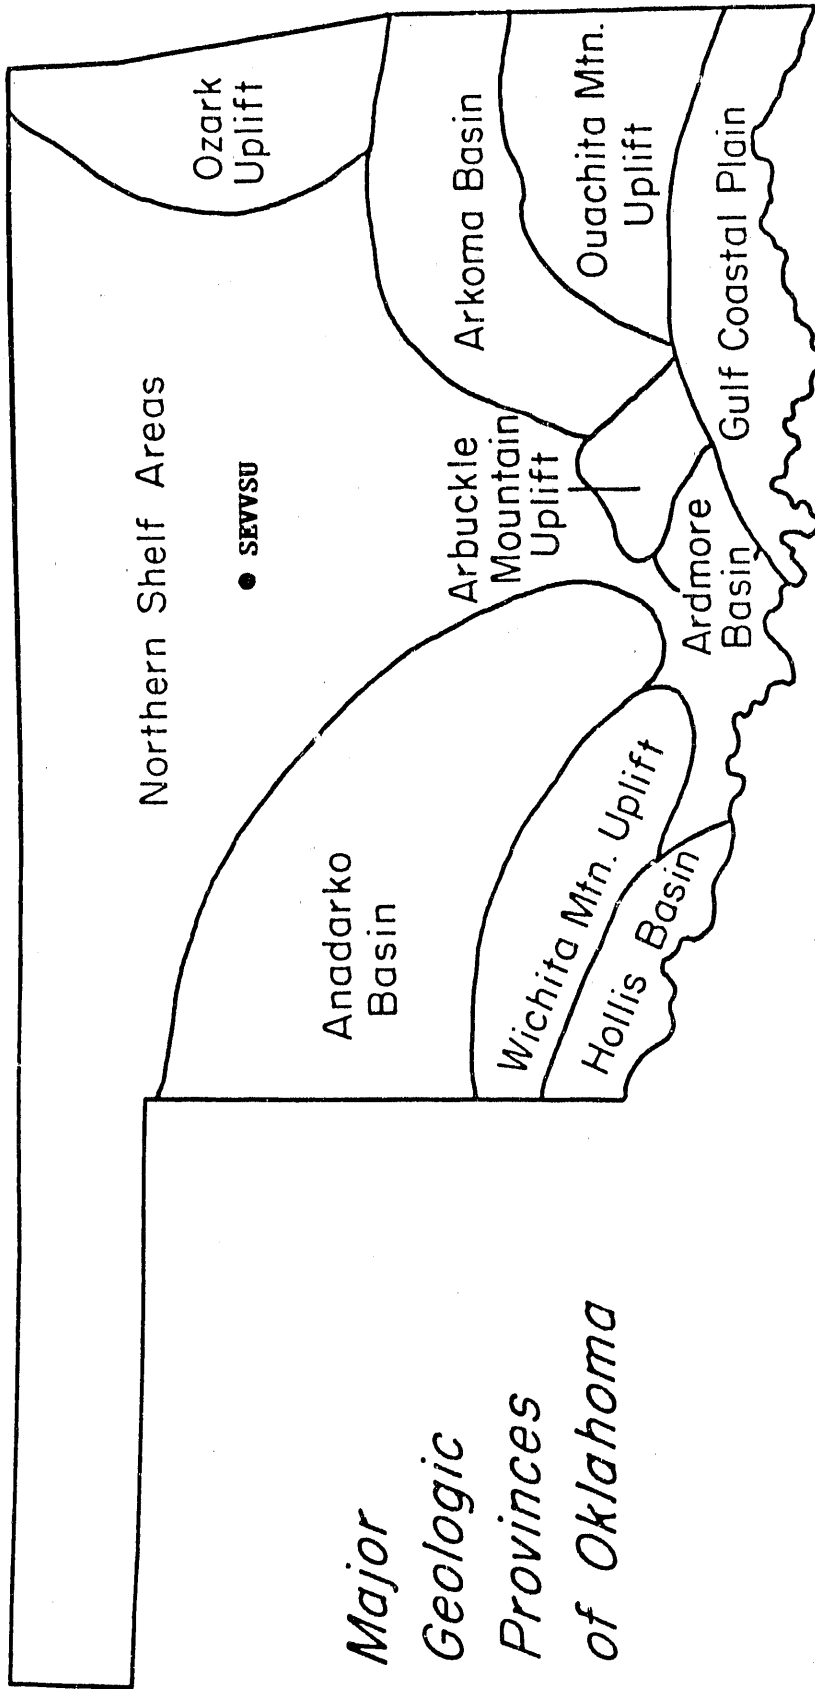 Major
Geologic
Provinces
of Oklahoma
Northern Shelf Areas
SEVVSU
Ozark
Uplift
Anadarko
Basin
Arkoma Basin
Ouachita Mtn.
Uplift
Arbuckle
Mountain
Uplift
Wichita Mtn. Uplift
Hollis Basin
Ardmore
Basin
Gulf Coastal Plain